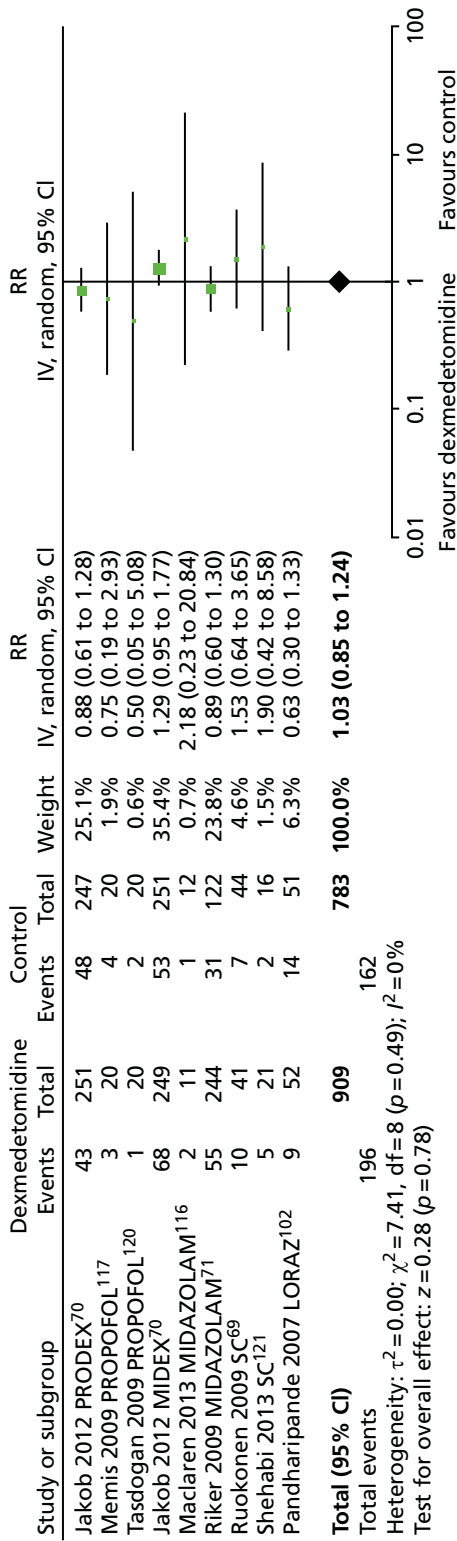 Dexmedetomidine Control RR RR
Study or subgroup Events Total Events Total Weight IV, random, 95% CI IV, random, 95% CI
Jakob 2012 PRODEX70 43 251 48 247 25.1% 0.88 (0.61 to 1.28)
Memis 2009 PROPOFOL117 3 20 4 20 1.9% 0.75 (0.19 to 2.93)
Tasdogan 2009 PROPOFOL120 1 20 2 20 0.6% 0.50 (0.05 to 5.08)
Jakob 2012 MIDEX70 68 249 53 251 35.4% 1.29 (0.95 to 1.77)
Maclaren 2013 MIDAZOLAM116 2 11 1 12 0.7% 2.18 (0.23 to 20.84)
Riker 2009 MIDAZOLAM71 55 244 31 122 23.8% 0.89 (0.60 to 1.30)
Ruokonen 2009 SC69 10 41 7 44 4.6% 1.53 (0.64 to 3.65)
Shehabi 2013 SC121 5 21 2 16 1.5% 1.90 (0.42 to 8.58)
Pandharipande 2007 LORAZ102 9 52 14 51 6.3% 0.63 (0.30 to 1.33)
Total (95% CI) 909 783 100.0% 1.03 (0.85 to 1.24)
Total events 196 162
Heterogeneity: τ²=0.00; χ²=7.41, df=8 (p=0.49); I²=0%
Test for overall effect: z=0.28 (p=0.78)
0.01 0.1 1 10 100
Favours dexmedetomidine Favours control